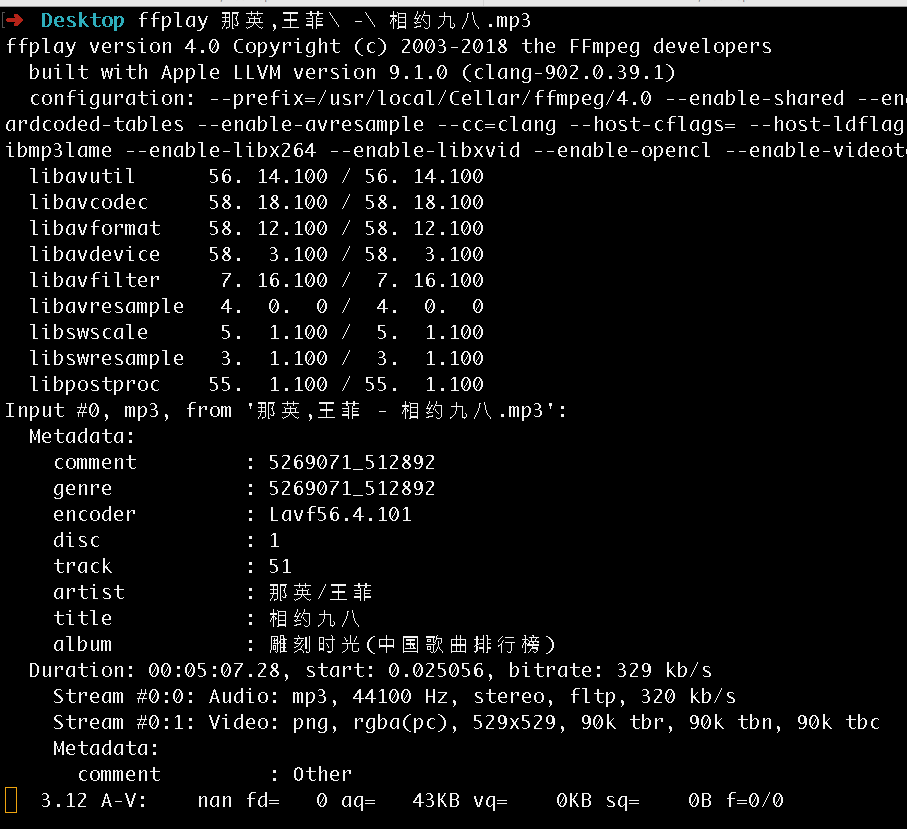 ➜ Desktop ffplay 那英,王菲\ -\ 相约九八.mp3
ffplay version 4.0 Copyright (c) 2003-2018 the FFmpeg developers
built with Apple LLVM version 9.1.0 (clang-902.0.39.1)
configuration: --prefix=/usr/local/Cellar/ffmpeg/4.0 --enable-shared --en
ardcoded-tables --enable-avresample --cc=clang --host-cflags= --host-ldflag
ibmp3lame --enable-libx264 --enable-libxvid --enable-opencl --enable-videot
libavutil 56. 14.100 / 56. 14.100
libavcodec 58. 18.100 / 58. 18.100
libavformat 58. 12.100 / 58. 12.100
libavdevice 58. 3.100 / 58. 3.100
libavfilter 7. 16.100 / 7. 16.100
libavresample 4. 0. 0 / 4. 0. 0
libswscale 5. 1.100 / 5. 1.100
libswresample 3. 1.100 / 3. 1.100
libpostproc 55. 1.100 / 55. 1.100
Input #0, mp3, from '那英,王菲 - 相约九八.mp3':
Metadata:
comment : 5269071_512892
genre : 5269071_512892
encoder : Lavf56.4.101
disc : 1
track : 51
artist : 那英/王菲
title : 相约九八
album : 雕刻时光(中国歌曲排行榜)
Duration: 00:05:07.28, start: 0.025056, bitrate: 329 kb/s
Stream #0:0: Audio: mp3, 44100 Hz, stereo, fltp, 320 kb/s
Stream #0:1: Video: png, rgba(pc), 529x529, 90k tbr, 90k tbn, 90k tbc
Metadata:
comment : Other
3.12 A-V: nan fd= 0 aq= 43KB vq= 0KB sq= 0B f=0/0